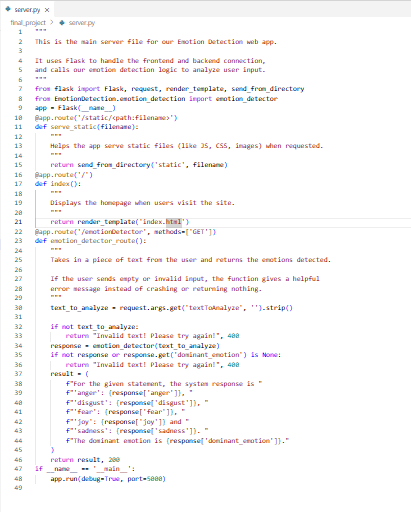 server.py ×
final_project > server.py
1 """
2 This is the main server file for our Emotion Detection web app.
3
4 It uses Flask to handle the frontend and backend connection,
5 and calls our emotion detection logic to analyze user input.
6 """
7 from flask import Flask, request, render_template, send_from_directory
8 from EmotionDetection.emotion_detection import emotion_detector
9 app = Flask(__name__)
10 @app.route('/static/<path:filename>')
11 def serve_static(filename):
12 """
13 Helps the app serve static files (like JS, CSS, images) when requested.
14 """
15 return send_from_directory('static', filename)
16 @app.route('/')
17 def index():
18 """
19 Displays the homepage when users visit the site.
20 """
21 return render_template('index.html')
22 @app.route('/emotionDetector', methods=['GET'])
23 def emotion_detector_route():
24 """
25 Takes in a piece of text from the user and returns the emotions detected.
26
27 If the user sends empty or invalid input, the function gives a helpful
28 error message instead of crashing or returning nothing.
29 """
30 text_to_analyze = request.args.get('textToAnalyze', '').strip()
31
32 if not text_to_analyze:
33 return "Invalid text! Please try again!", 400
34 response = emotion_detector(text_to_analyze)
35 if not response or response.get('dominant_emotion') is None:
36 return "Invalid text! Please try again!", 400
37 result = (
38 f"For the given statement, the system response is "
39 f"'anger': {response['anger']}, "
40 f"'disgust': {response['disgust']}, "
41 f"'fear': {response['fear']}, "
42 f"'joy': {response['joy']} and "
43 f"'sadness': {response['sadness']}. "
44 f"The dominant emotion is {response['dominant_emotion']}."
45 )
46 return result, 200
47 if __name__ == '__main__':
48 app.run(debug=True, port=5000)
49